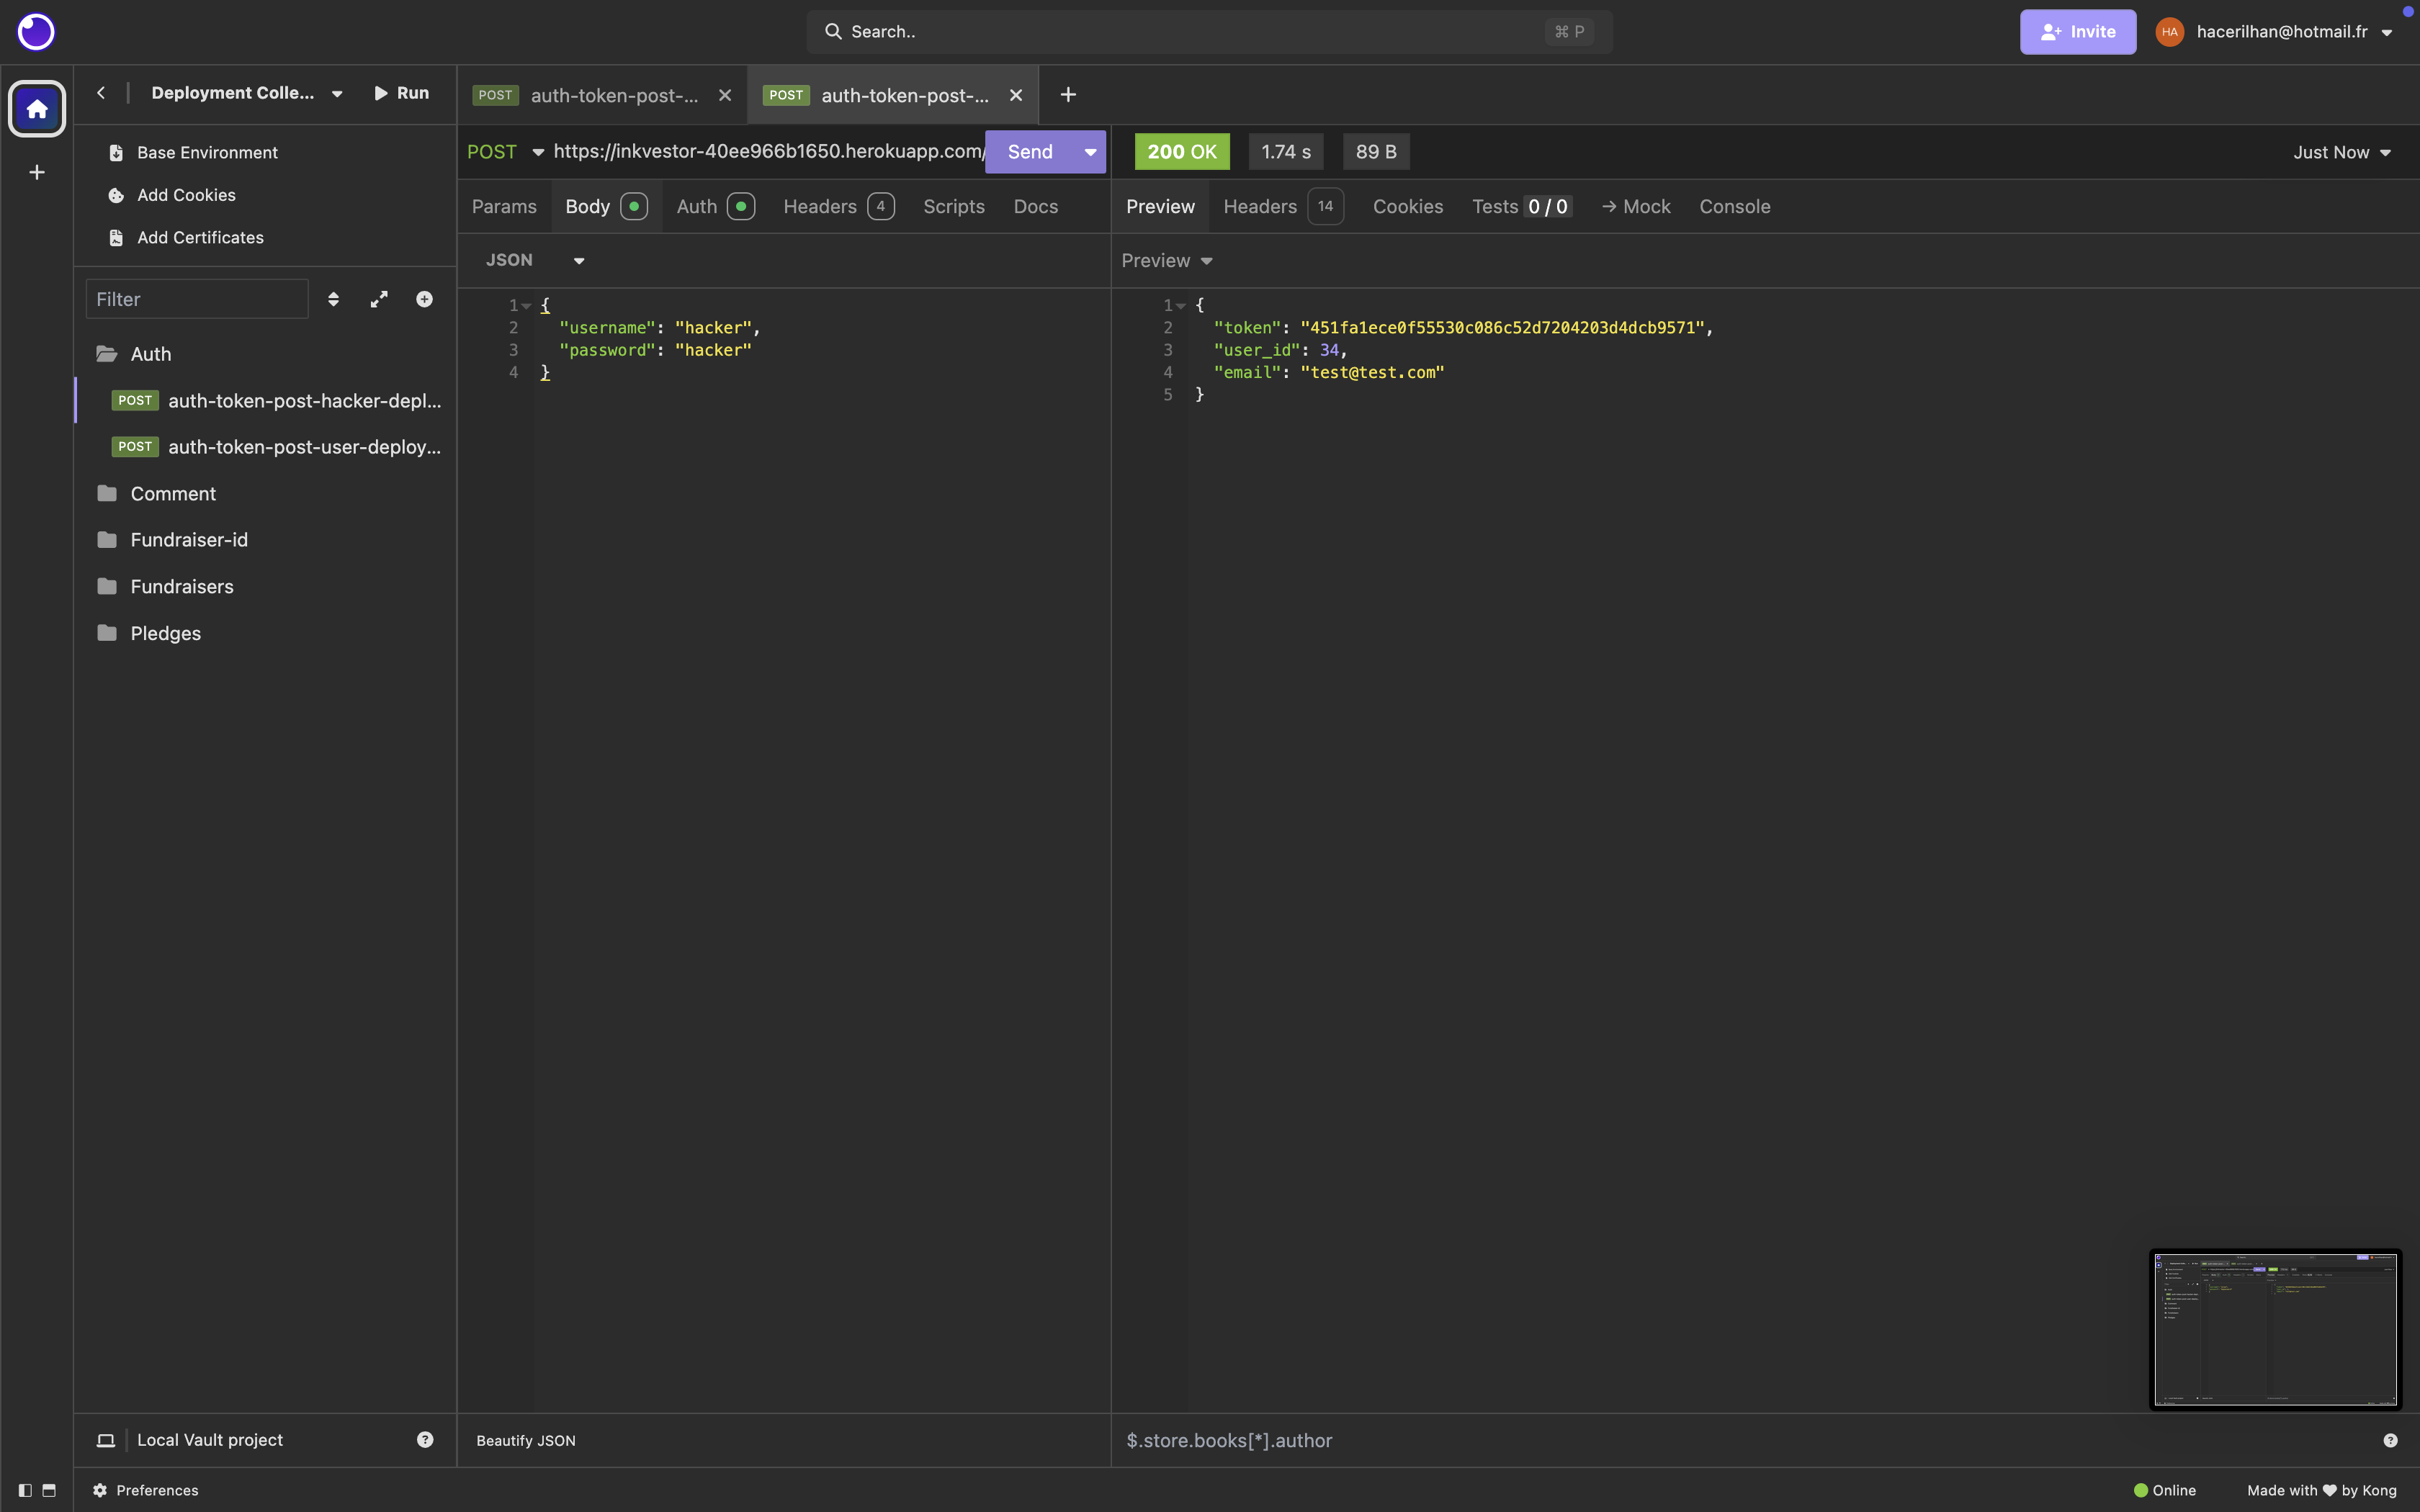 Search..
⌘ P
Invite
HA
hacerilhan@hotmail.fr
Deployment Colle...
Run
POST auth-token-post-...
POST auth-token-post-...
Base Environment
Add Cookies
Add Certificates
Filter
Auth
POST auth-token-post-hacker-depl...
POST auth-token-post-user-deploy...
Comment
Fundraiser-id
Fundraisers
Pledges
POST https://inkvestor-40ee966b1650.herokuapp.com/
Send
Params Body Auth Headers 4 Scripts Docs
JSON
1 {
2 "username": "hacker",
3 "password": "hacker"
4 }
200 OK 1.74 s 89 B Just Now
Preview Headers 14 Cookies Tests 0 / 0 → Mock Console
Preview
1 {
2 "token": "451fa1ece0f55530c086c52d7204203d4dcb9571",
3 "user_id": 34,
4 "email": "test@test.com"
5 }
Local Vault project
Beautify JSON
$.store.books[*].author
Preferences
Online
Made with ♥ by Kong